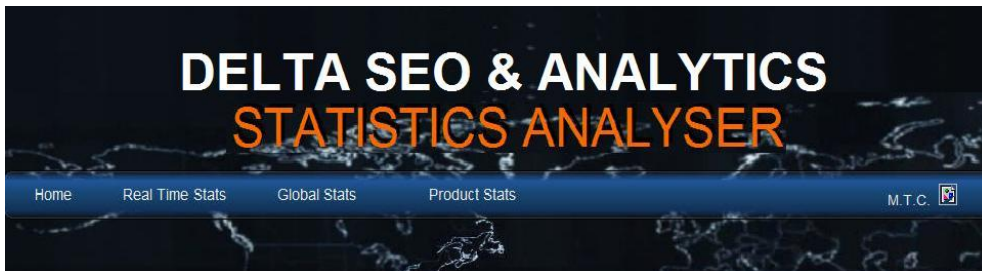 DELTA SEO & ANALYTICS
STATISTICS ANALYSER
Home Real Time Stats Global Stats Product Stats M.T.C.